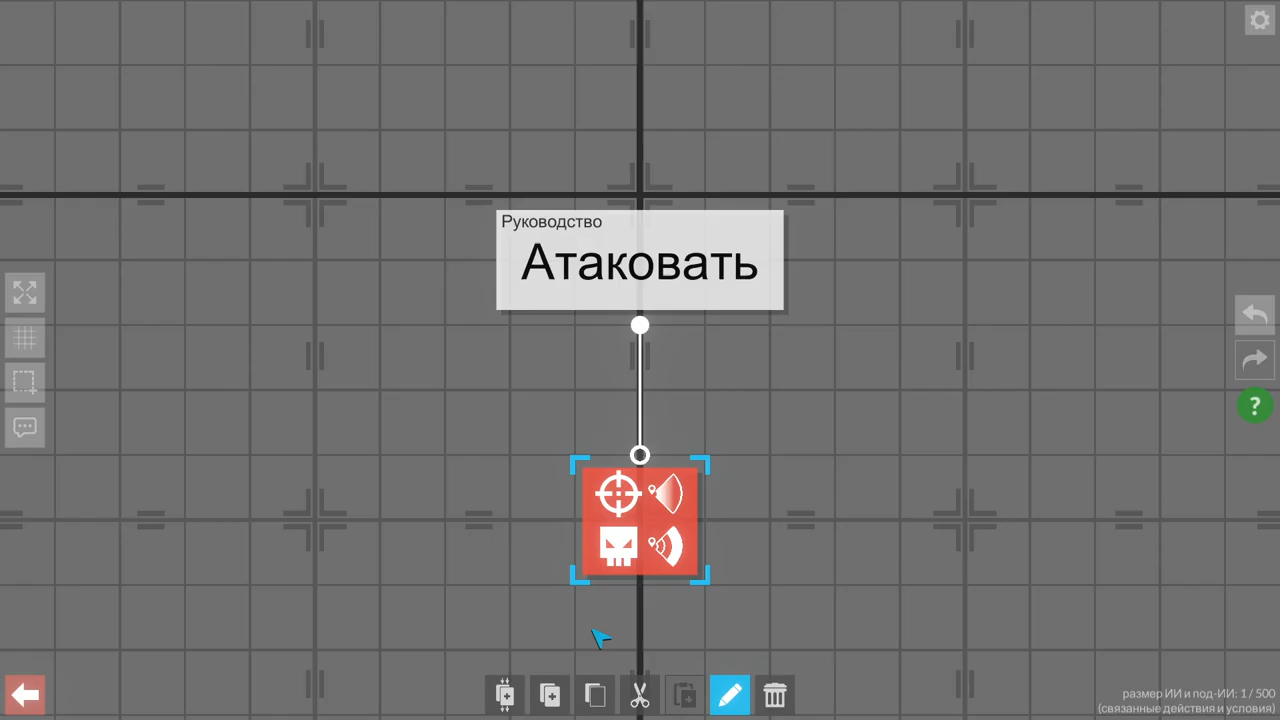 Руководство
Атаковать
?
размер ИИ и под-ИИ: 1 / 500
(связанные действия и условия)